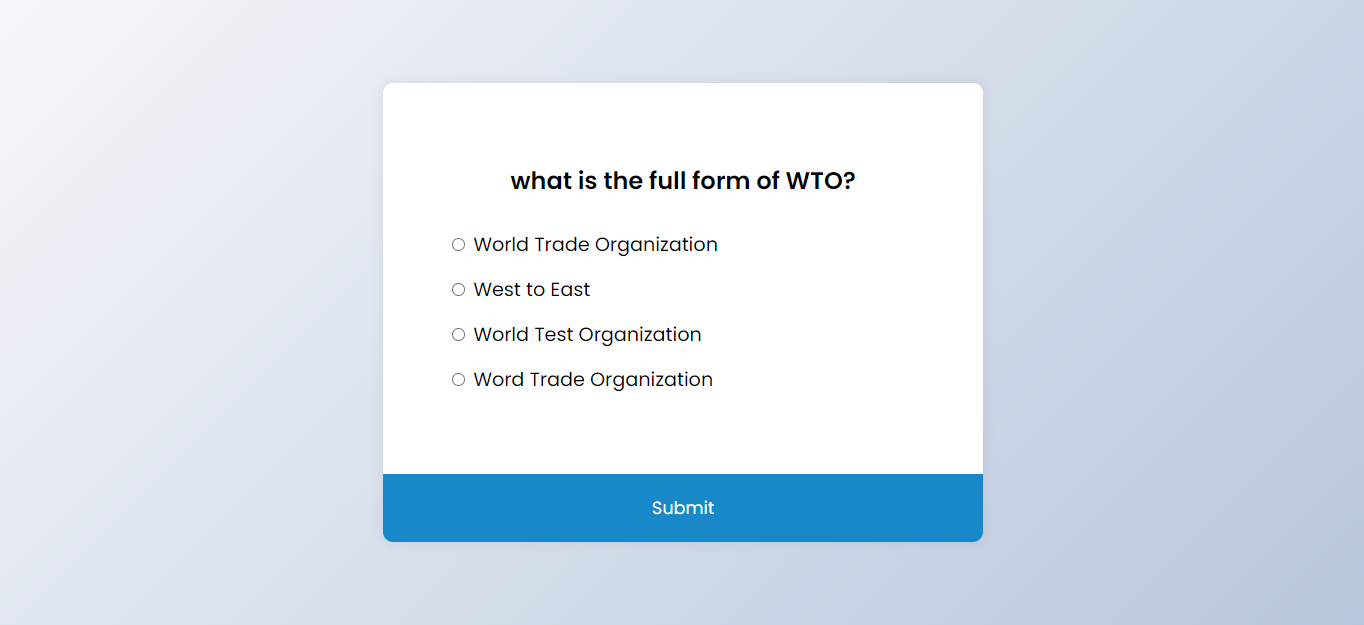 what is the full form of WTO?
World Trade Organization
West to East
World Test Organization
Word Trade Organization
Submit